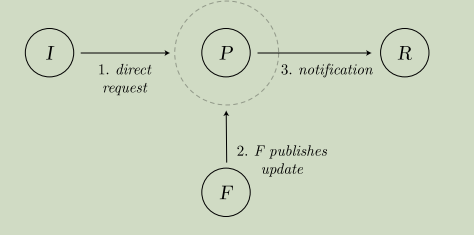 I
P
R
1. direct
request
3. notification
2. F publishes
update
F